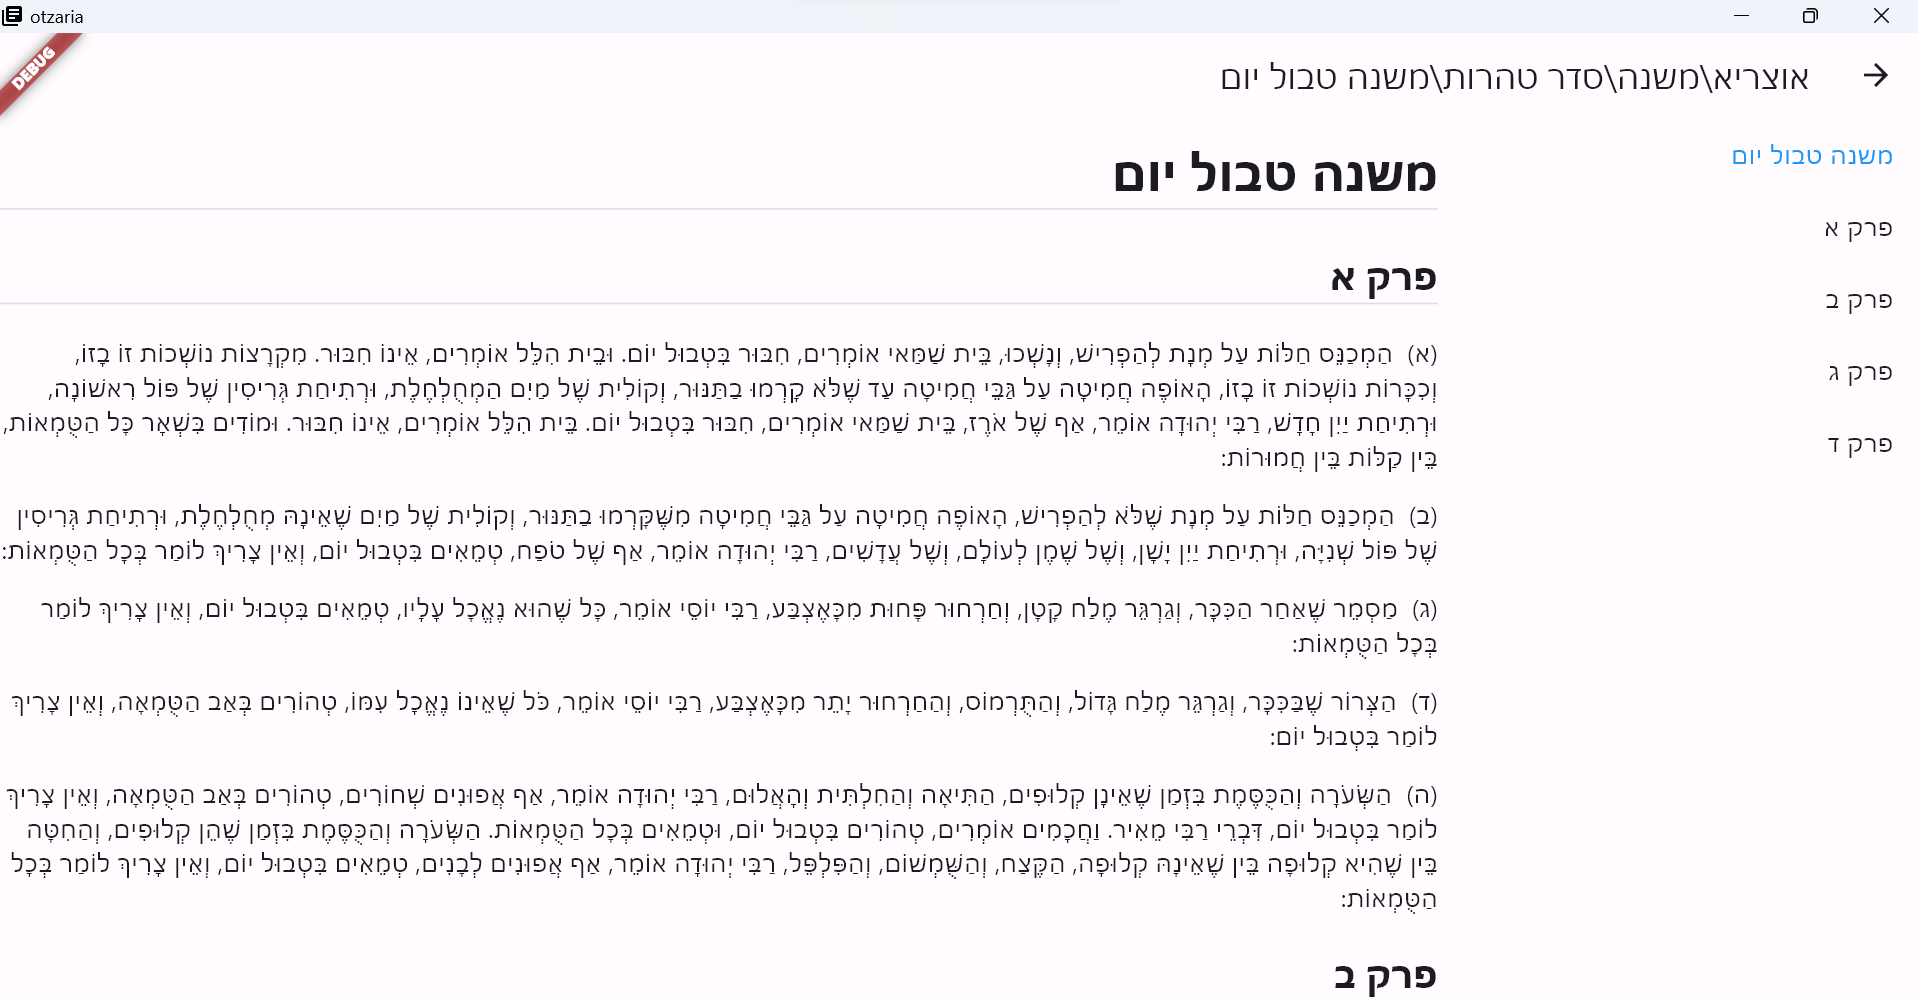 otzaria
DEBUG
אוצריא\משנה\סדר טהרות\משנה טבול יום
משנה טבול יום
פרק א
פרק ב
פרק ג
פרק ד
משנה טבול יום
פרק א
(א) הַמְכַנֵּס חַלּוֹת עַל מְנָת לְהַפְרִישׁ, וְנָשְׁכוּ, בֵּית שַׁמַּאי אוֹמְרִים, חִבּוּר בִּטְבוּל יוֹם. וּבֵית הִלֵּל אוֹמְרִים, אֵינוֹ חִבּוּר. מִקְרָצוֹת נוֹשְׁכוֹת זוֹ בָזוֹ,
וְכִכָּרוֹת נוֹשְׁכוֹת זוֹ בָזוֹ, הָאוֹפֶה חֲמִיטָה עַל גַּבֵּי חֲמִיטָה עַד שֶׁלֹּא קָרְמוּ בַתַּנּוּר, וְקוֹלִית שֶׁל מַיִם הַמְחֻלְחֶלֶת, וּרְתִיחַת גְּרִיסִין שֶׁל פּוֹל רִאשׁוֹנָה,
וּרְתִיחַת יַיִן חָדָשׁ, רַבִּי יְהוּדָה אוֹמֵר, אַף שֶׁל אֹרֶז, בֵּית שַׁמַּאי אוֹמְרִים, חִבּוּר בִּטְבוּל יוֹם. בֵּית הִלֵּל אוֹמְרִים, אֵינוֹ חִבּוּר. וּמוֹדִים בִּשְׁאָר כָּל הַטֻּמְאוֹת,
בֵּין קַלּוֹת בֵּין חֲמוּרוֹת:
(ב) הַמְכַנֵּס חַלּוֹת עַל מְנָת שֶׁלֹּא לְהַפְרִישׁ, הָאוֹפֶה חֲמִיטָה עַל גַּבֵּי חֲמִיטָה מִשֶּׁקָּרְמוּ בַתַּנּוּר, וְקוֹלִית שֶׁל מַיִם שֶׁאֵינָהּ מְחֻלְחֶלֶת, וּרְתִיחַת גְּרִיסִין
שֶׁל פּוֹל שְׁנִיָּה, וּרְתִיחַת יַיִן יָשָׁן, וְשֶׁל שֶׁמֶן לְעוֹלָם, וְשֶׁל עֲדָשִׁים, רַבִּי יְהוּדָה אוֹמֵר, אַף שֶׁל טֹפַח, טְמֵאִים בִּטְבוּל יוֹם, וְאֵין צָרִיךְ לוֹמַר בְּכָל הַטֻּמְאוֹת:
(ג) מַסְמֵר שֶׁאַחַר הַכִּכָּר, וְגַרְגֵּר מֶלַח קָטָן, וְחַרְחוּר פָּחוּת מִכָּאֶצְבַּע, רַבִּי יוֹסֵי אוֹמֵר, כָּל שֶׁהוּא נֶאֱכָל עָלָיו, טְמֵאִים בִּטְבוּל יוֹם, וְאֵין צָרִיךְ לוֹמַר
בְּכָל הַטֻּמְאוֹת:
(ד) הַצְּרוֹר שֶׁבַּכִּכָּר, וְגַרְגֵּר מֶלַח גָּדוֹל, וְהַתֻּרְמוֹס, וְהַחַרְחוּר יָתֵר מִכָּאֶצְבַּע, רַבִּי יוֹסֵי אוֹמֵר, כֹּל שֶׁאֵינוֹ נֶאֱכָל עִמּוֹ, טְהוֹרִים בְּאַב הַטֻּמְאָה, וְאֵין צָרִיךְ
לוֹמַר בִּטְבוּל יוֹם:
(ה) הַשְּׂעֹרָה וְהַכֻּסֶּמֶת בִּזְמַן שֶׁאֵינָן קְלוּפִים, הַתִּיאָה וְהַחִלְתִּית וְהָאֲלוּם, רַבִּי יְהוּדָה אוֹמֵר, אַף אֲפוּנִים שְׁחוֹרִים, טְהוֹרִים בְּאַב הַטֻּמְאָה, וְאֵין צָרִיךְ
לוֹמַר בִּטְבוּל יוֹם, דִּבְרֵי רַבִּי מֵאִיר. וַחֲכָמִים אוֹמְרִים, טְהוֹרִים בִּטְבוּל יוֹם, וּטְמֵאִים בְּכָל הַטֻּמְאוֹת. הַשְּׂעֹרָה וְהַכֻּסֶּמֶת בִּזְמַן שֶׁהֵן קְלוּפִים, וְהַחִטָּה
בֵּין שֶׁהִיא קְלוּפָה בֵּין שֶׁאֵינָהּ קְלוּפָה, הַקֶּצַח, וְהַשֻּׁמְשׁוֹם, וְהַפִּלְפֵּל, רַבִּי יְהוּדָה אוֹמֵר, אַף אֲפוּנִים לְבָנִים, טְמֵאִים בִּטְבוּל יוֹם, וְאֵין צָרִיךְ לוֹמַר בְּכָל
הַטֻּמְאוֹת:
פרק ב